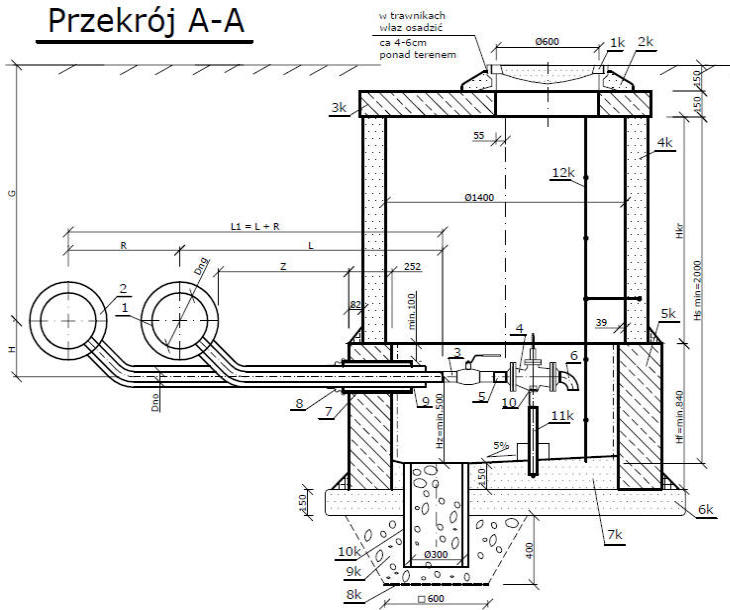 Przekrój A-A
w trawnikach
właz osadzić
ca 4-6cm
ponad terenem
Ø600
1k
2k
150
150
3k
55
4k
12k
Ø1400
G
L1 = L + R
R
L
Hkr
Hs min=2000
Z
252
Dng
82
min.100
2
1
39
5k
H
3
4
6
Dno
8
7
9
5
10
Hz=min.500
11k
Hf=min.840
5%
150
150
6k
7k
10k
Ø300
9k
400
8k
□ 600